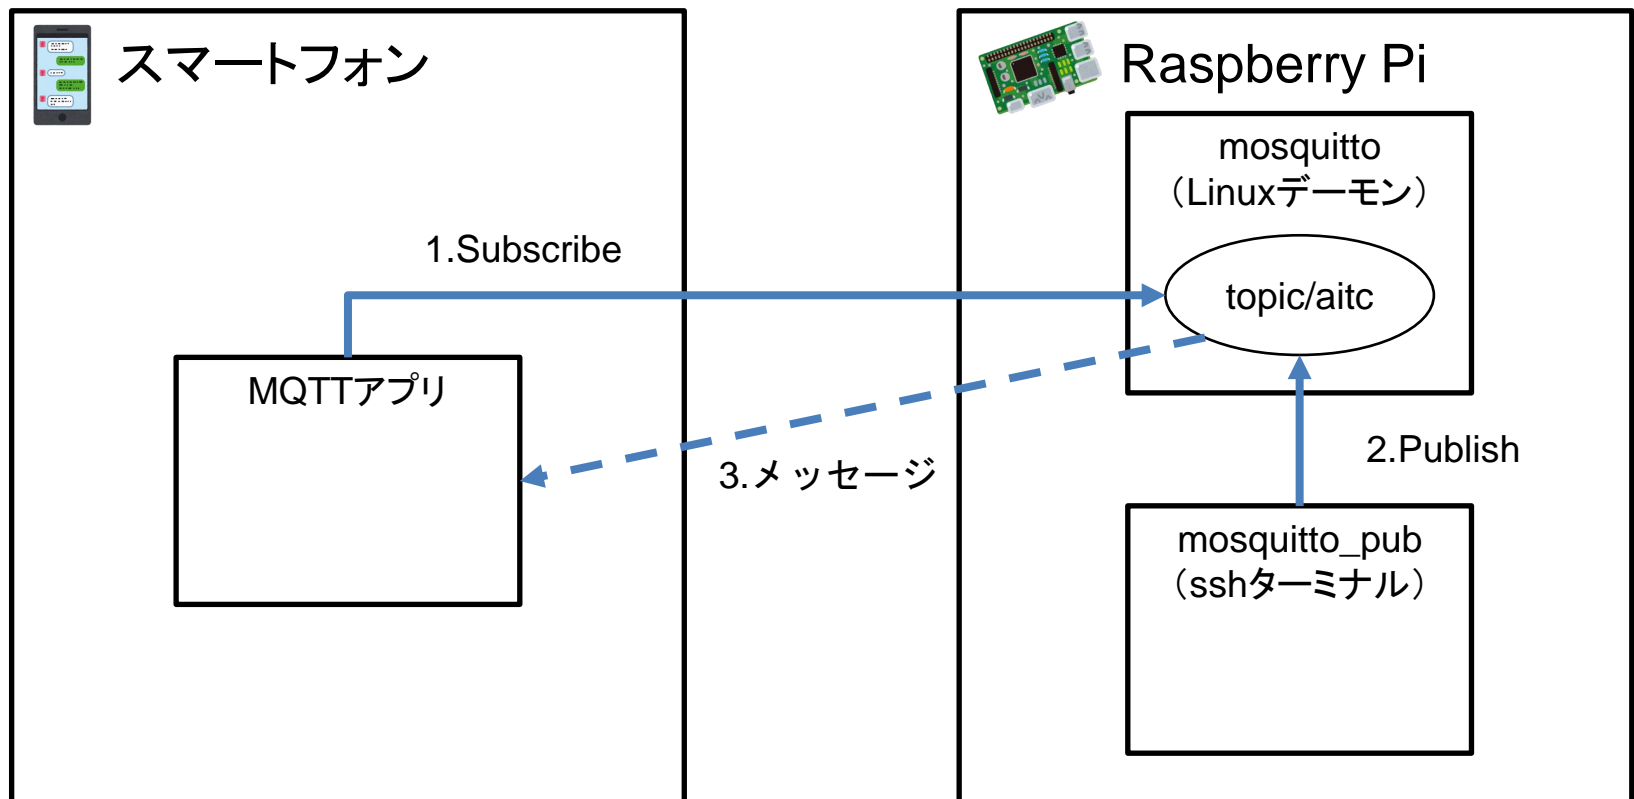 スマートフォン
Raspberry Pi
mosquitto
（Linuxデーモン）
1.Subscribe
topic/aitc
MQTTアプリ
2.Publish
3.メッセージ
mosquitto_pub
（sshターミナル）